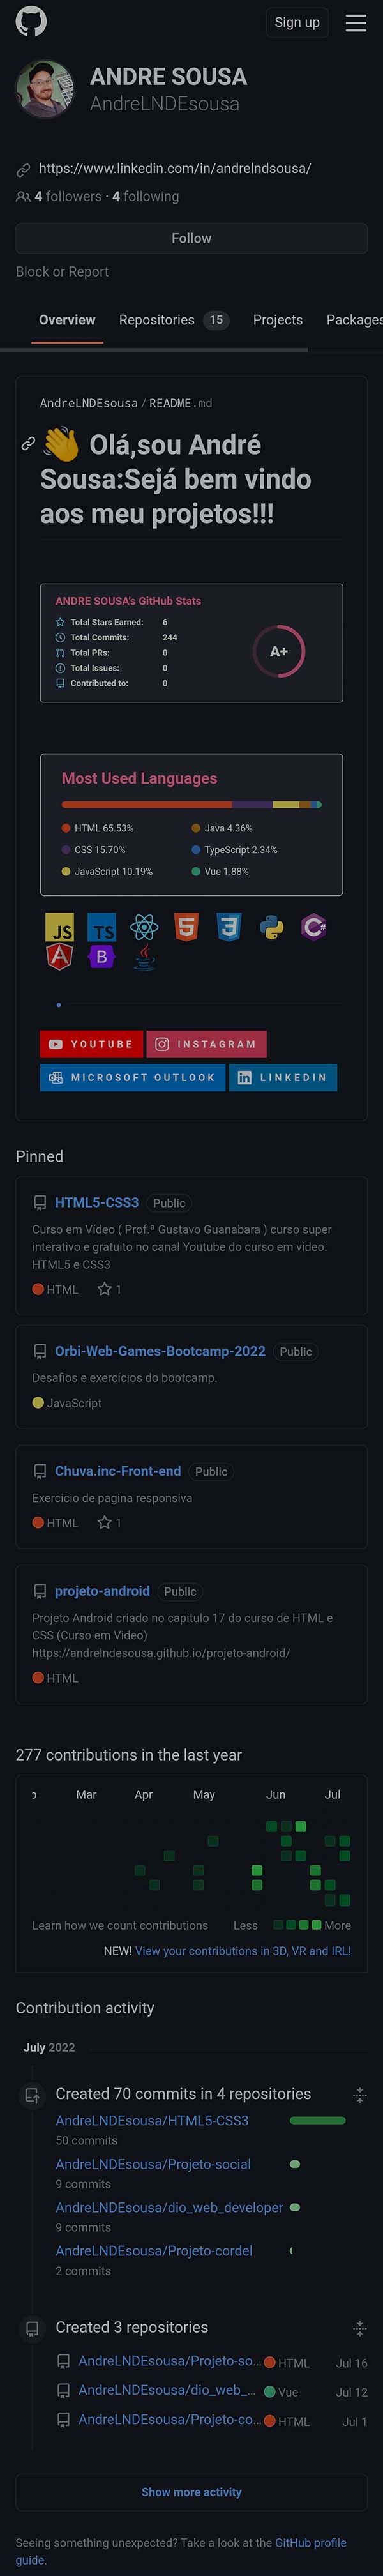 Sign up
ANDRE SOUSA
AndreLNDEsousa
https://www.linkedin.com/in/andrelndsousa/
4 followers · 4 following
Follow
Block or Report
Overview Repositories 15 Projects Packages
AndreLNDEsousa / README.md
👋 Olá,sou André
Sousa:Sejá bem vindo
aos meu projetos!!!
ANDRE SOUSA's GitHub Stats
Total Stars Earned: 6
Total Commits: 244
Total PRs: 0
Total Issues: 0
Contributed to: 0
A+
Most Used Languages
HTML 65.53% Java 4.36%
CSS 15.70% TypeScript 2.34%
JavaScript 10.19% Vue 1.88%
JS TS 5 3 C#
A B
YOUTUBE INSTAGRAM
MICROSOFT OUTLOOK LINKEDIN
Pinned
HTML5-CSS3 Public
Curso em Vídeo ( Prof.ª Gustavo Guanabara ) curso super
interativo e gratuito no canal Youtube do curso em vídeo.
HTML5 e CSS3
HTML 1
Orbi-Web-Games-Bootcamp-2022 Public
Desafios e exercícios do bootcamp.
JavaScript
Chuva.inc-Front-end Public
Exercicio de pagina responsiva
HTML 1
projeto-android Public
Projeto Android criado no capitulo 17 do curso de HTML e
CSS (Curso em Video)
https://andrelndesousa.github.io/projeto-android/
HTML
277 contributions in the last year
Mar Apr May Jun Jul
Learn how we count contributions Less More
NEW! View your contributions in 3D, VR and IRL!
Contribution activity
July 2022
Created 70 commits in 4 repositories
AndreLNDEsousa/HTML5-CSS3
50 commits
AndreLNDEsousa/Projeto-social
9 commits
AndreLNDEsousa/dio_web_developer
9 commits
AndreLNDEsousa/Projeto-cordel
2 commits
Created 3 repositories
AndreLNDEsousa/Projeto-so... HTML Jul 16
AndreLNDEsousa/dio_web_... Vue Jul 12
AndreLNDEsousa/Projeto-co... HTML Jul 1
Show more activity
Seeing something unexpected? Take a look at the GitHub profile
guide.